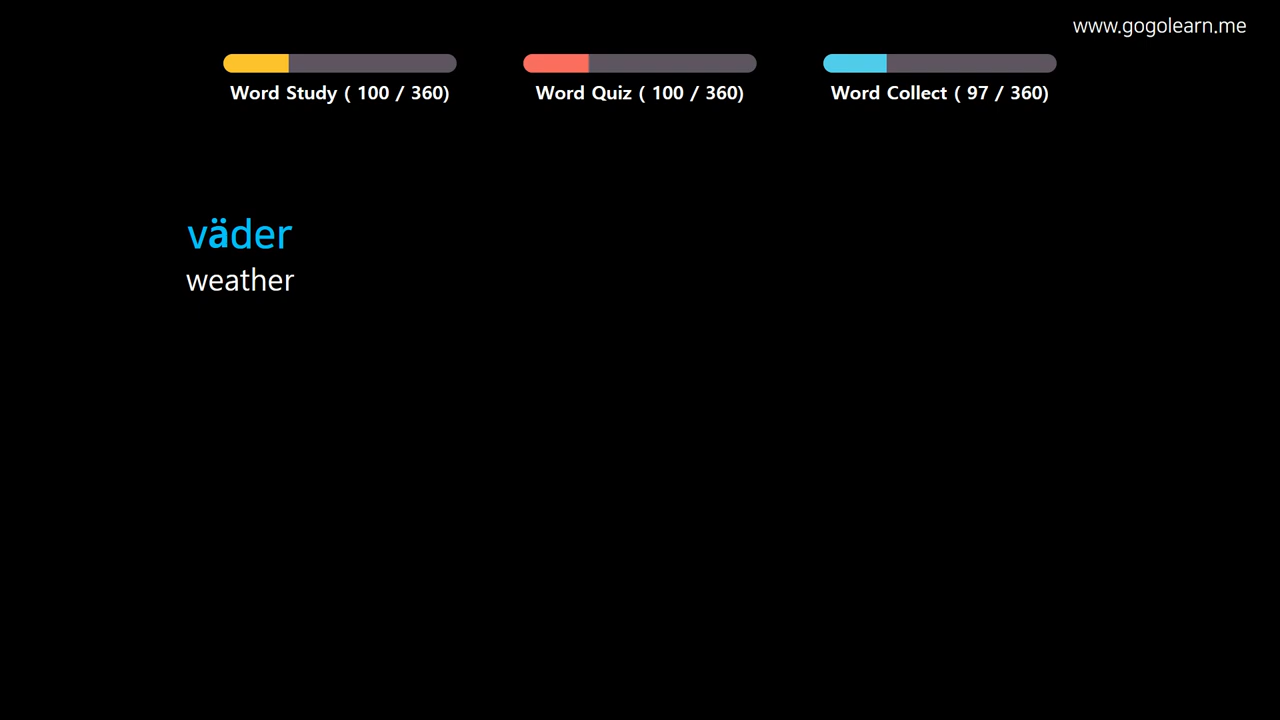 www.gogolearn.me
Word Study ( 100 / 360)
Word Quiz ( 100 / 360)
Word Collect ( 97 / 360)
väder
weather